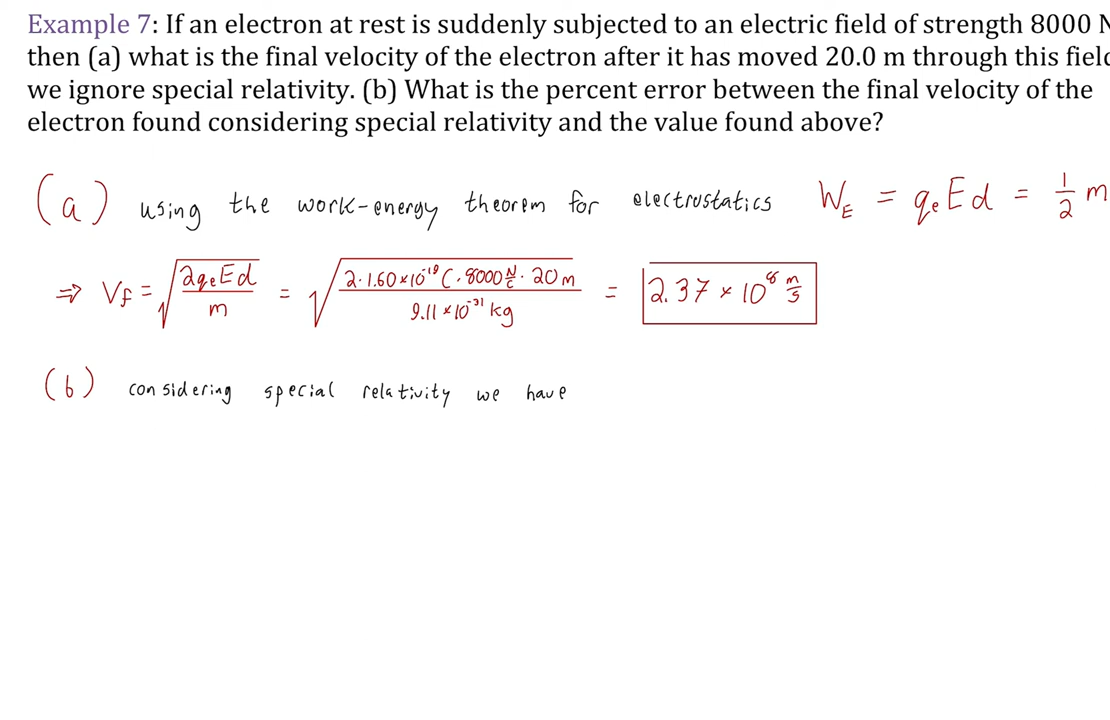 Example 7: If an electron at rest is suddenly subjected to an electric field of strength 8000 N
then (a) what is the final velocity of the electron after it has moved 20.0 m through this field
we ignore special relativity. (b) What is the percent error between the final velocity of the
electron found considering special relativity and the value found above?
(a) using the work-energy theorem for electrostatics W_E = q_e E d = 1/2 m
⇒ V_f = √(2q_e E d / m) = √(2 · 1.60 × 10^-19 C · 8000 N/C · 20 m / 9.11 × 10^-31 kg) = 2.37 × 10^8 m/s
(b) considering special relativity we have